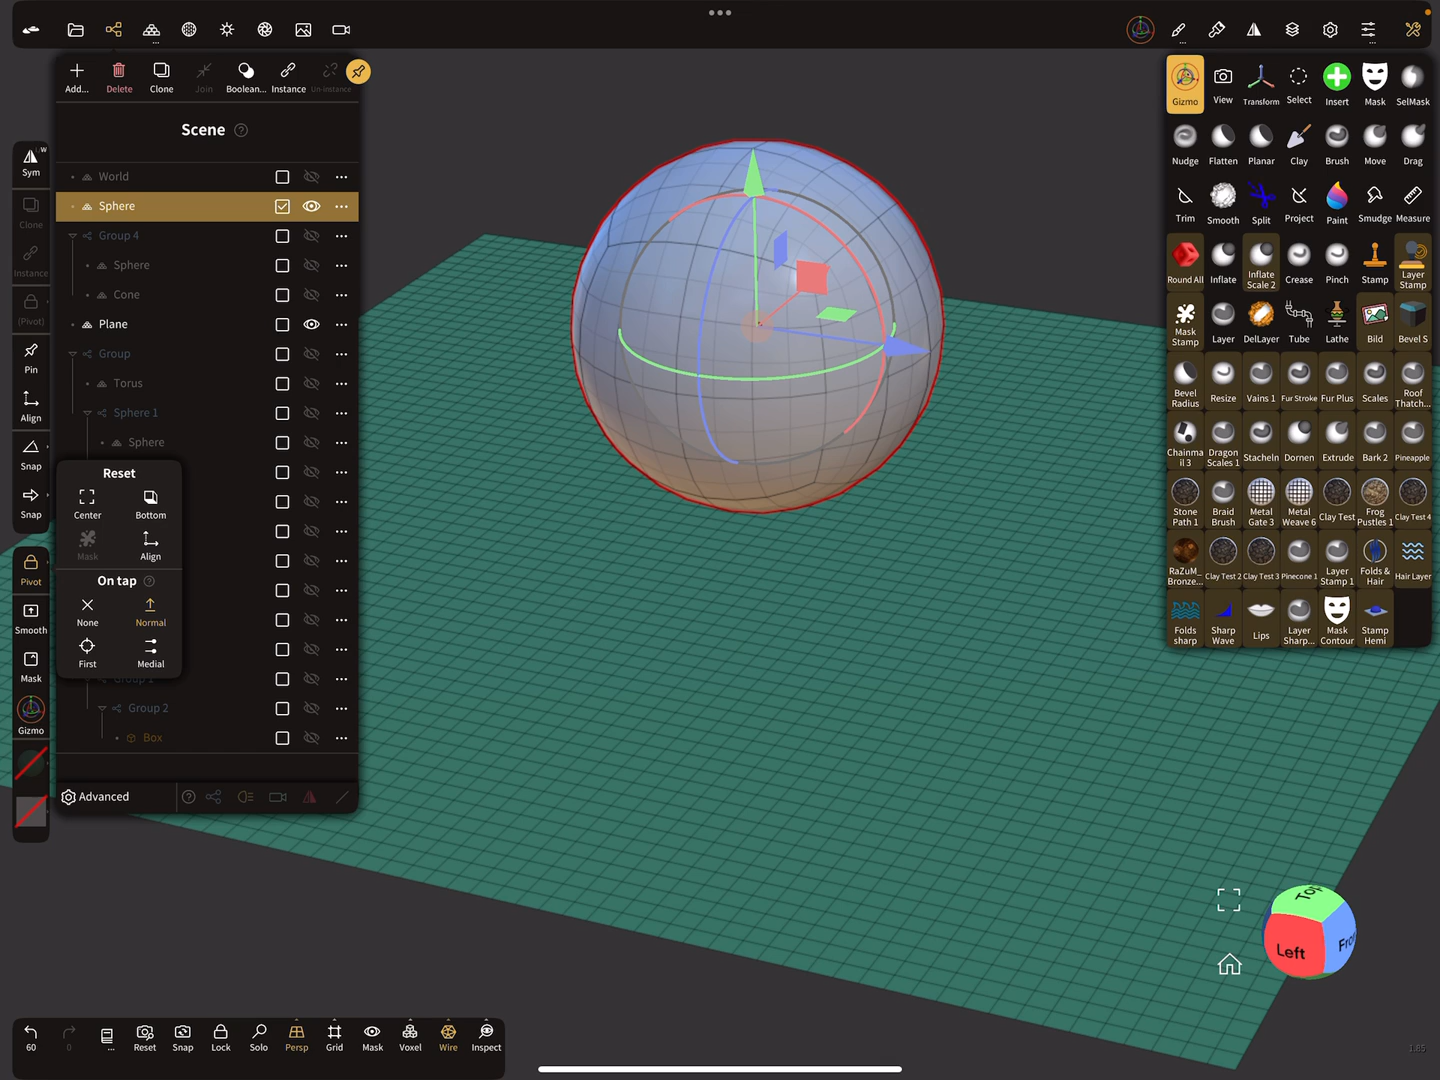 Add...
Delete
Clone
Join
Boolean...
Instance
Un-instance
Scene
World
Sphere
Group 4
Sphere
Cone
Plane
Group
Torus
Sphere 1
Sphere
Group 2
Box
Advanced
W
Sym
Clone
Instance
(Pivot)
Pin
Align
Snap
Snap
Pivot
Smooth
Mask
Gizmo
Reset
Center
Bottom
Mask
Align
On tap
None
Normal
First
Medial
Gizmo
View
Transform
Select
Insert
Mask
SelMask
Nudge
Flatten
Planar
Clay
Brush
Move
Drag
Trim
Smooth
Split
Project
Paint
Smudge
Measure
Round All
Inflate
Inflate
Scale 2
Crease
Pinch
Stamp
Layer
Stamp
Mask
Stamp
Layer
DelLayer
Tube
Lathe
Bild
Bevel S
Bevel
Radius
Resize
Vains 1
Fur Stroke
Fur Plus
Scales
Roof
Thatch...
Chainma
il 3
Dragon
Scales 1
Stacheln
Dornen
Extrude
Bark 2
Pineapple
Stone
Path 1
Braid
Brush
Metal
Gate 3
Metal
Weave 6
Clay Test
Frog
Pustles 1
Clay Test 4
RaZuM_
Bronze...
Clay Test 2
Clay Test 3
Pinecone 1
Layer
Stamp 1
Folds &
Hair
Hair Layer
Folds
sharp
Sharp
Wave
Lips
Layer
Sharp...
Mask
Contour
Stamp
Hemi
Top
Left
Fro
60
0
...
Reset
Snap
Lock
Solo
Persp
Grid
Mask
Voxel
Wire
Inspect
1.85